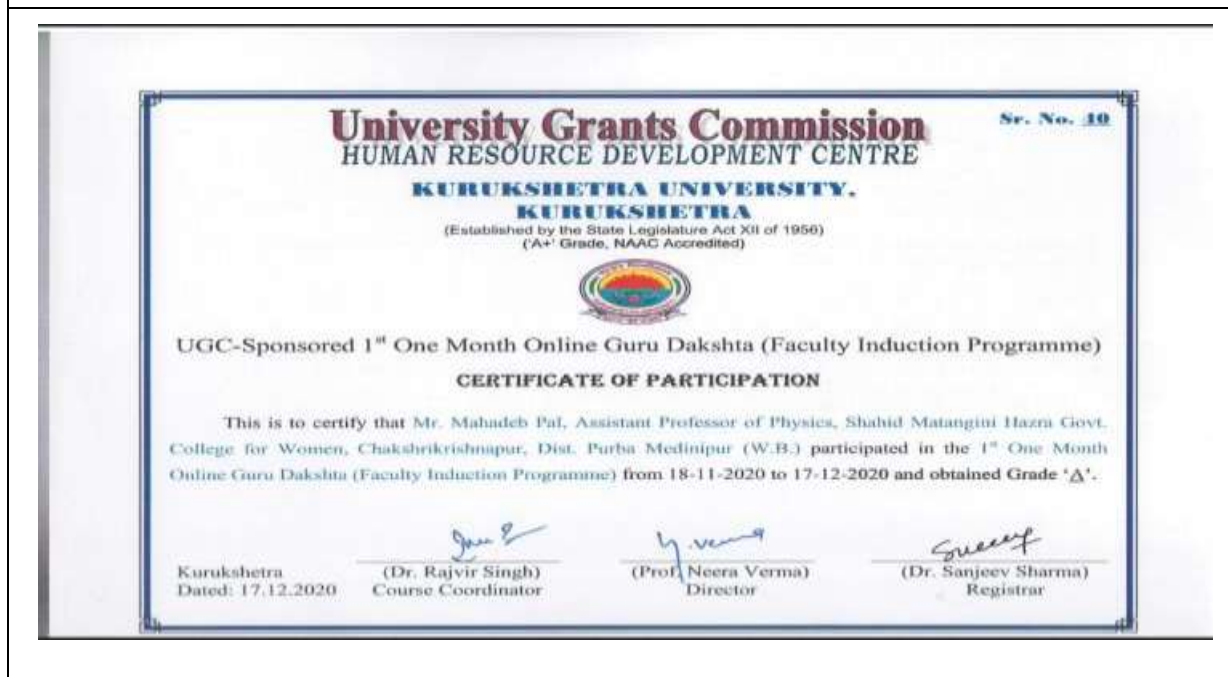 University Grants Commission
Sr. No. 10
HUMAN RESOURCE DEVELOPMENT CENTRE
KURUKSHETRA UNIVERSITY,
KURUKSHETRA
(Established by the State Legislature Act XII of 1956)
('A+' Grade, NAAC Accredited)
UGC-Sponsored 1st One Month Online Guru Dakshta (Faculty Induction Programme)
CERTIFICATE OF PARTICIPATION
This is to certify that Mr. Mahadeb Pal, Assistant Professor of Physics, Shahid Matangini Hazra Govt.
College for Women, Chakshrikrishnapur, Dist. Purba Medinipur (W.B.) participated in the 1st One Month
Online Guru Dakshta (Faculty Induction Programme) from 18-11-2020 to 17-12-2020 and obtained Grade 'A'.
Y. Verma
Kurukshetra
Dated: 17.12.2020
(Dr. Rajvir Singh)
Course Coordinator
(Prof. Neera Verma)
Director
(Dr. Sanjeev Sharma)
Registrar